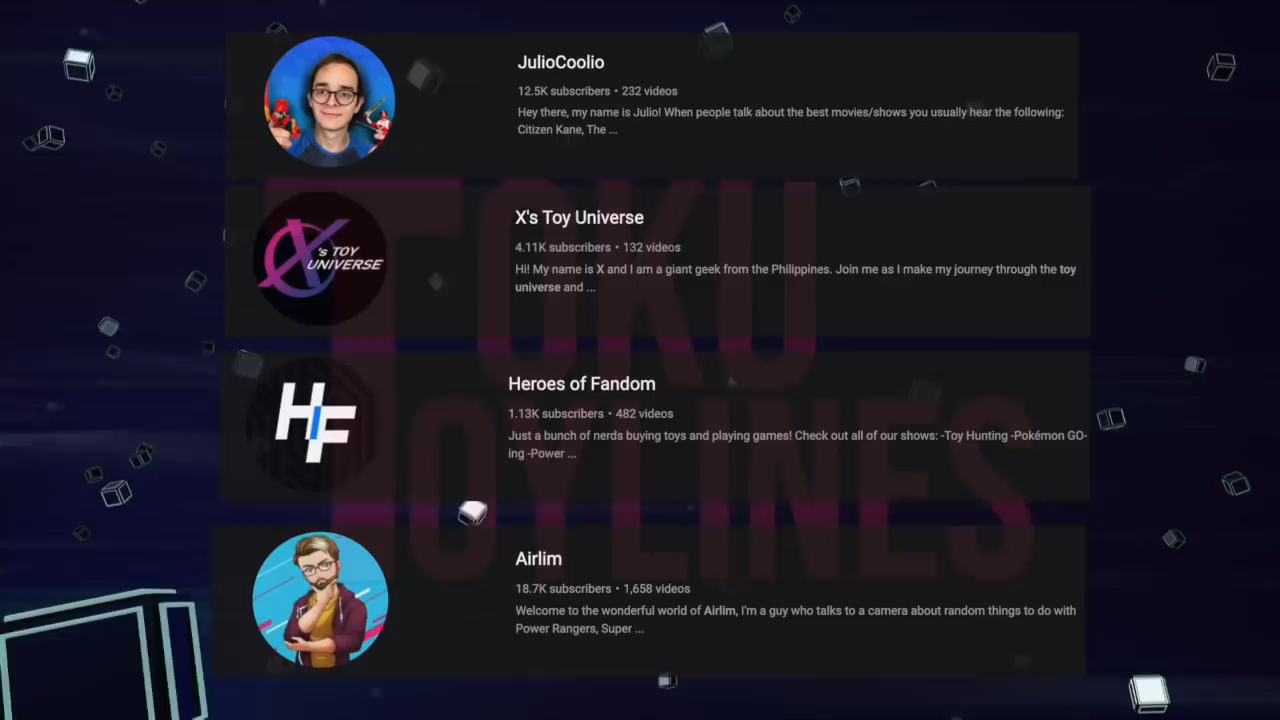 JulioCoolio
12.5K subscribers • 232 videos
Hey there, my name is Julio! When people talk about the best movies/shows you usually hear the following:
Citizen Kane, The ...
X's Toy Universe
4.11K subscribers • 132 videos
Hi! My name is X and I am a giant geek from the Philippines. Join me as I make my journey through the toy
universe and ...
X's TOY
UNIVERSE
Heroes of Fandom
1.13K subscribers • 482 videos
Just a bunch of nerds buying toys and playing games! Check out all of our shows: -Toy Hunting -Pokémon GO-
ing -Power ...
HF
Airlim
18.7K subscribers • 1,658 videos
Welcome to the wonderful world of Airlim, I'm a guy who talks to a camera about random things to do with
Power Rangers, Super ...
TOKU
TOYLINES